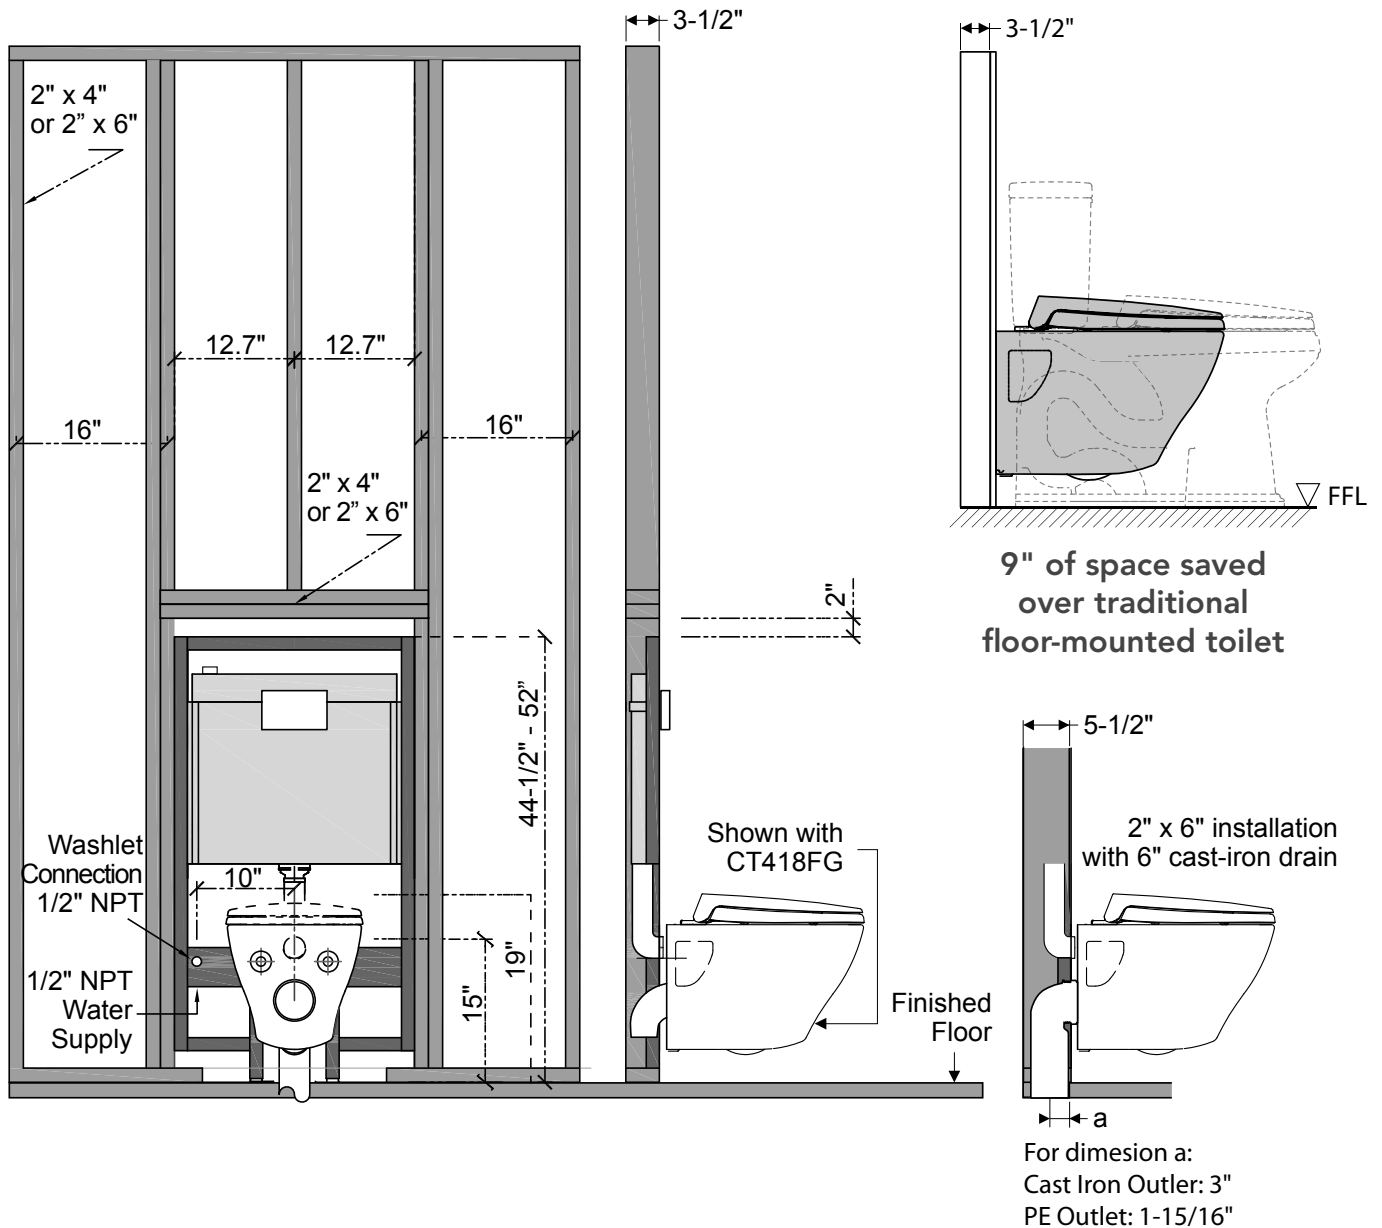 3-1/2"
3-1/2"
2" x 4"
or 2” x 6"
12.7"
12.7"
16"
16"
2" x 4"
or 2” x 6"
FFL
9" of space saved
over traditional
floor-mounted toilet
2"
44-1/2" - 52”
5-1/2"
2" x 6" installation
with 6" cast-iron drain
Shown with
CT418FG
Washlet
Connection
1/2" NPT
10"
19"
15"
1/2" NPT
Water
Supply
Finished
Floor
a
For dimesion a:
Cast Iron Outler: 3"
PE Outlet: 1-15/16"